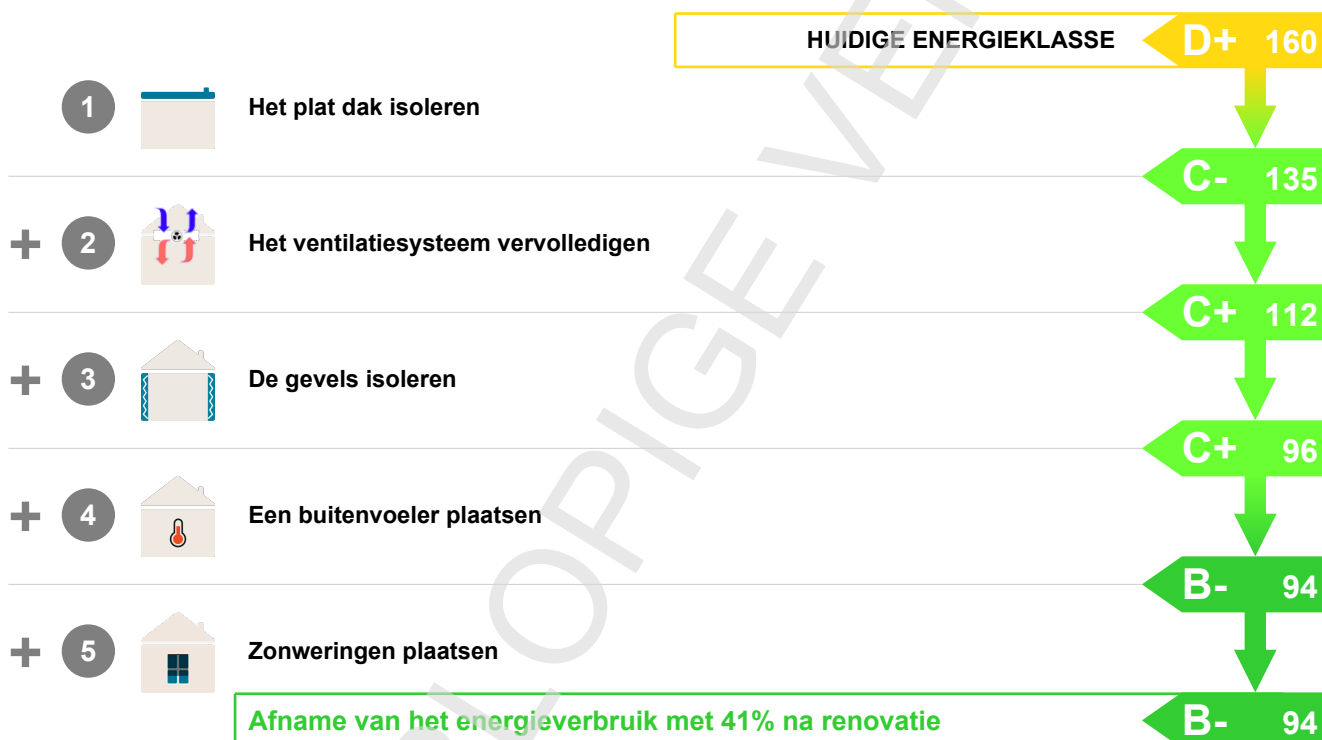 HUIDIGE ENERGIEKLASSE D+ 160
1 Het plat dak isoleren
C- 135
+ 2 Het ventilatiesysteem vervolledigen
C+ 112
+ 3 De gevels isoleren
C+ 96
+ 4 Een buitenvoeler plaatsen
B- 94
+ 5 Zonweringen plaatsen
Afname van het energieverbruik met 41% na renovatie B- 94